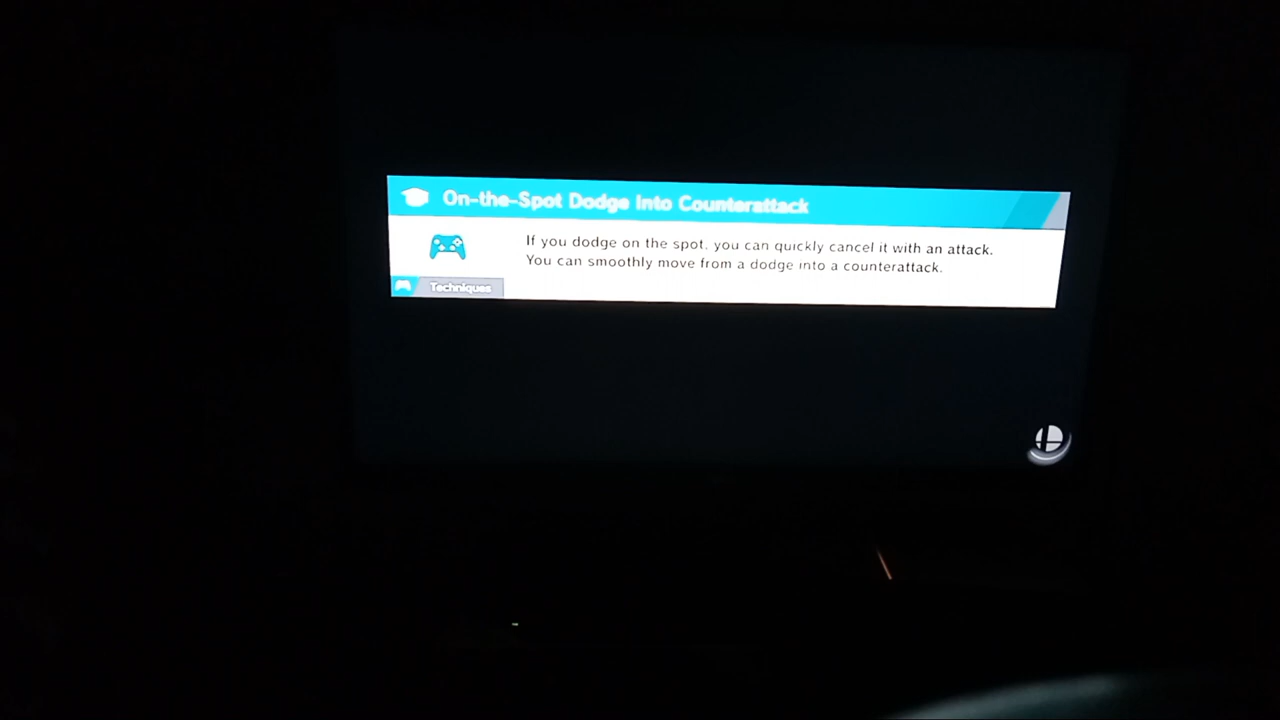 On-the-Spot Dodge Into Counterattack
If you dodge on the spot, you can quickly cancel it with an attack.
You can smoothly move from a dodge into a counterattack.
Techniques